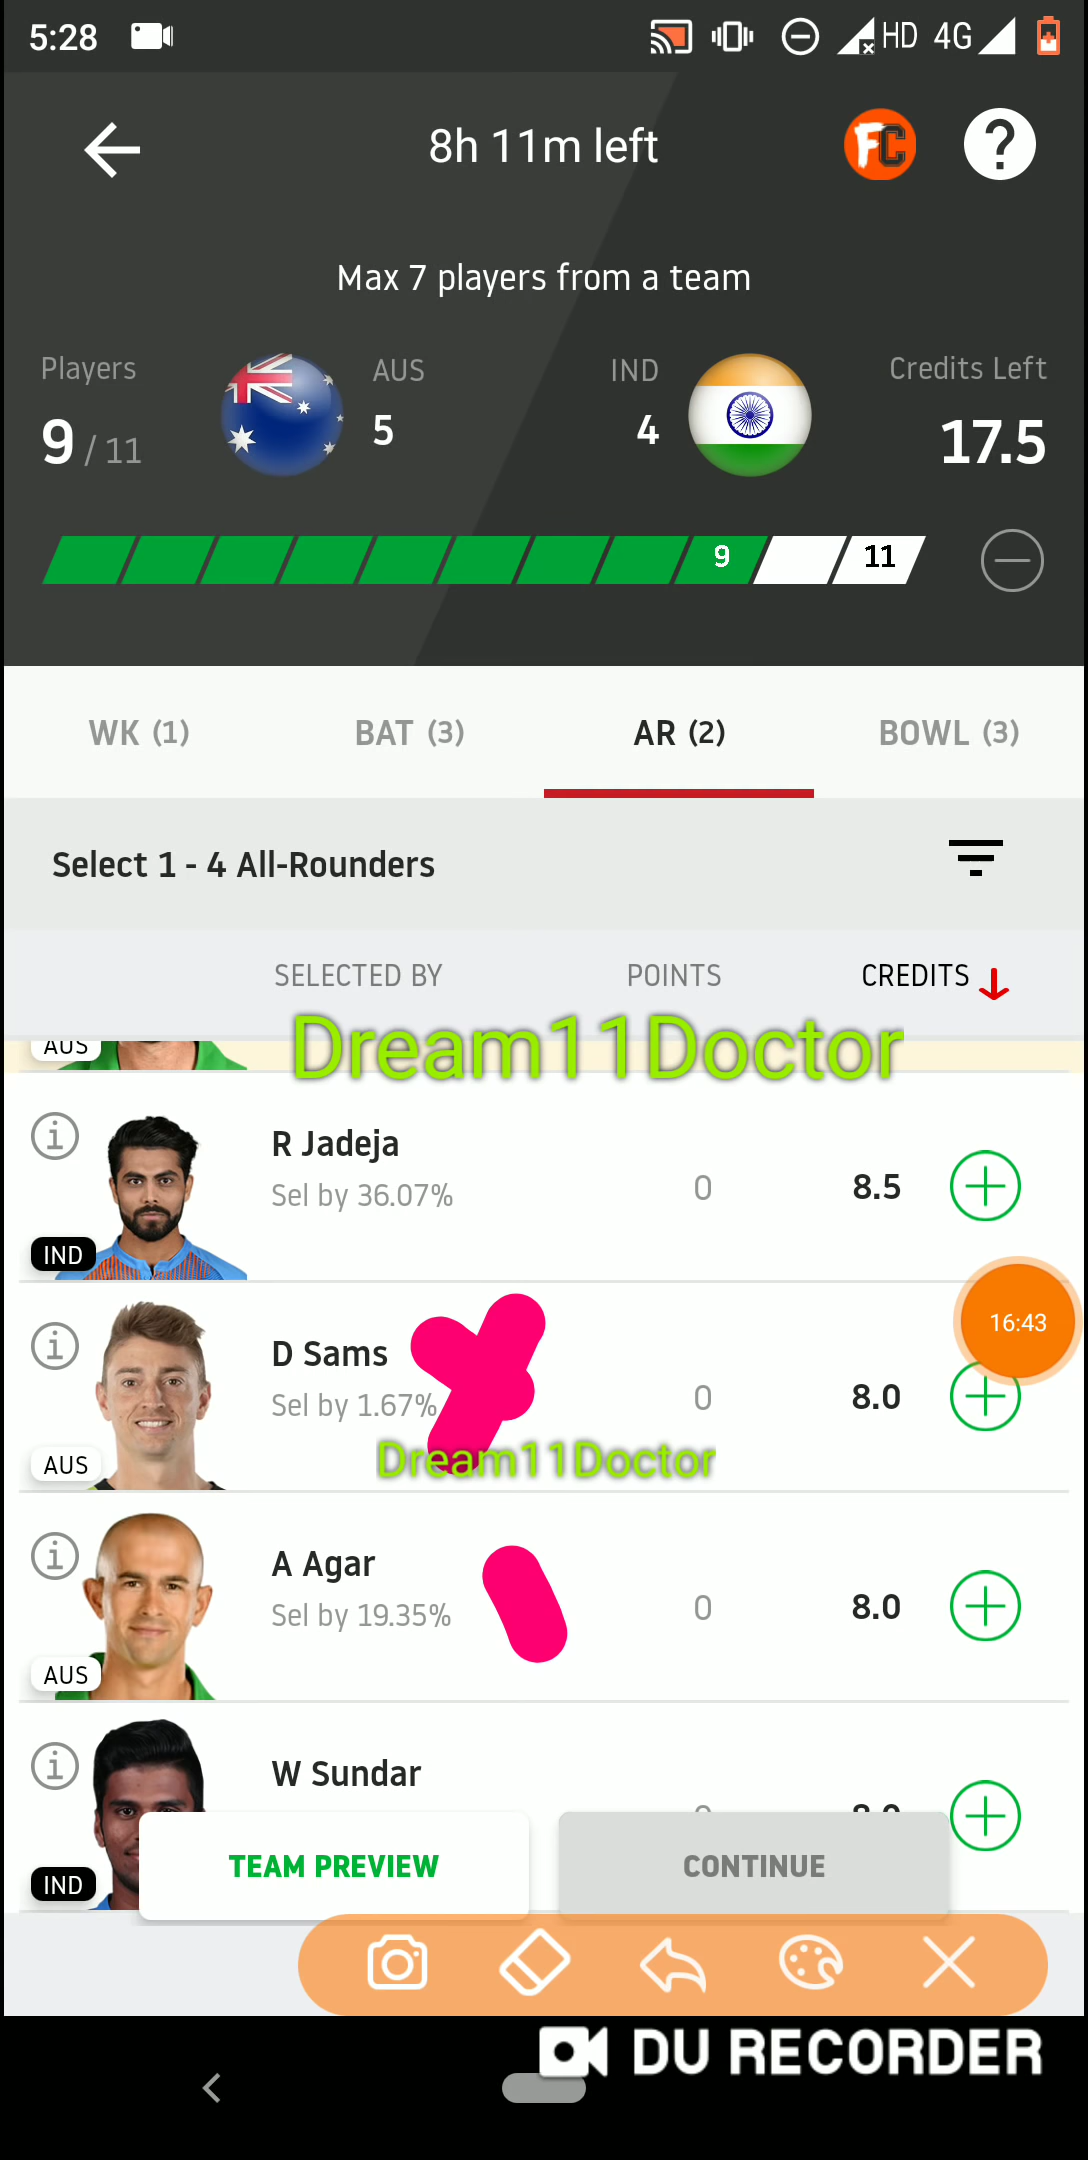 5:28
HD 4G
8h 11m left
FC
?
Max 7 players from a team
Players
AUS
IND
Credits Left
9 / 11
5
4
17.5
9
11
WK (1)
BAT (3)
AR (2)
BOWL (3)
Select 1 - 4 All-Rounders
SELECTED BY
POINTS
CREDITS
AUS
Dream11Doctor
R Jadeja
Sel by 36.07%
0
8.5
IND
D Sams
Sel by 1.67%
0
8.0
16:43
AUS
Dream11Doctor
A Agar
Sel by 19.35%
0
8.0
AUS
W Sundar
IND
TEAM PREVIEW
CONTINUE
DU RECORDER